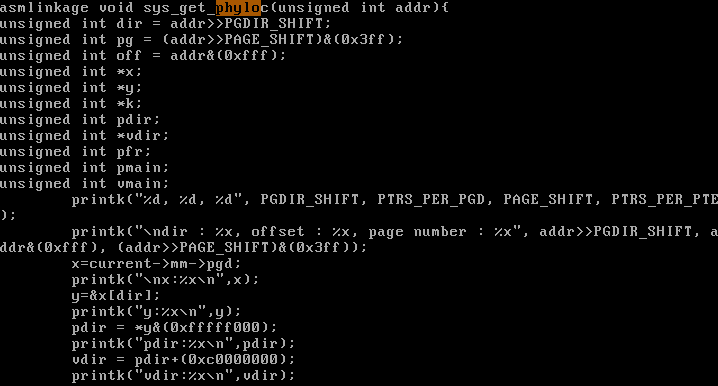 asmlinkage void sys_get_phyloc(unsigned int addr){
unsigned int dir = addr>>PGDIR_SHIFT;
unsigned int pg = (addr>>PAGE_SHIFT)&(0x3ff);
unsigned int off = addr&(0xfff);
unsigned int *x;
unsigned int *y;
unsigned int *k;
unsigned int pdir;
unsigned int *vdir;
unsigned int pfr;
unsigned int pmain;
unsigned int vmain;
printk("%d, %d, %d", PGDIR_SHIFT, PTRS_PER_PGD, PAGE_SHIFT, PTRS_PER_PTE
);
printk("\ndir : %x, offset : %x, page number : %x", addr>>PGDIR_SHIFT, a
ddr&(0xfff), (addr>>PAGE_SHIFT)&(0x3ff));
x=current->mm->pgd;
printk("\nx:%x\n",x);
y=&x[dir];
printk("y:%x\n",y);
pdir = *y&(0xfffff000);
printk("pdir:%x\n",pdir);
vdir = pdir+(0xc0000000);
printk("vdir:%x\n",vdir);